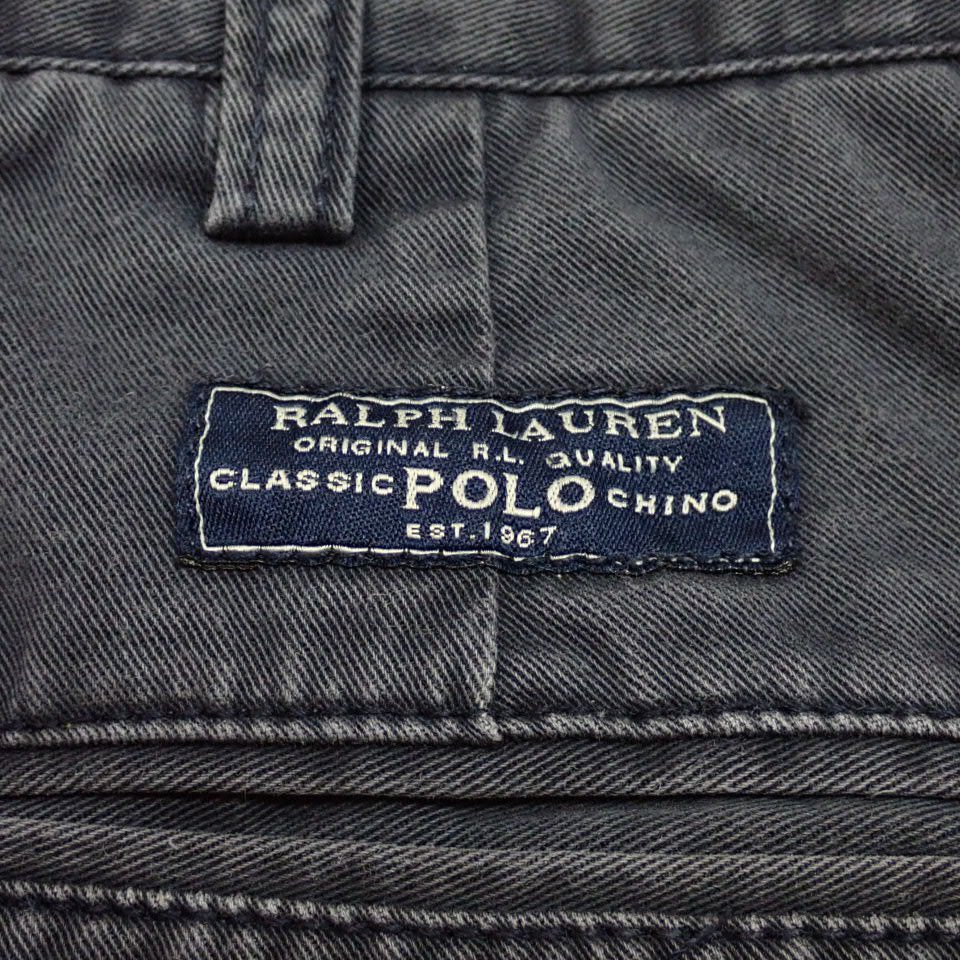 RALPH LAUREN
ORIGINAL R.L. QUALITY
CLASSIC POLO CHINO
EST. 1967